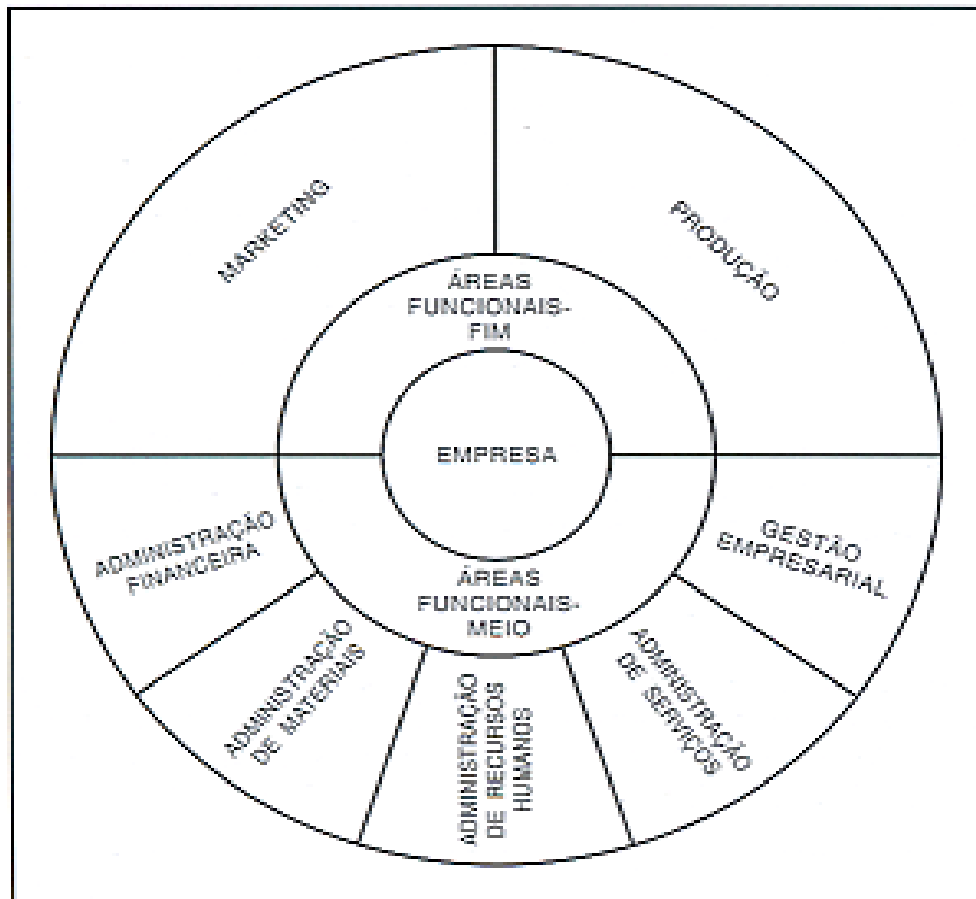 MARKETING
PRODUÇÃO
ÁREAS
FUNCIONAIS-
FIM
EMPRESA
ÁREAS
FUNCIONAIS-
MEIO
ADMINISTRAÇÃO
FINANCEIRA
ADMINISTRAÇÃO
DE MATERIAIS
ADMINISTRAÇÃO
DE RECURSOS
HUMANOS
ADMINISTRAÇÃO
DE SERVIÇOS
GESTÃO
EMPRESARIAL